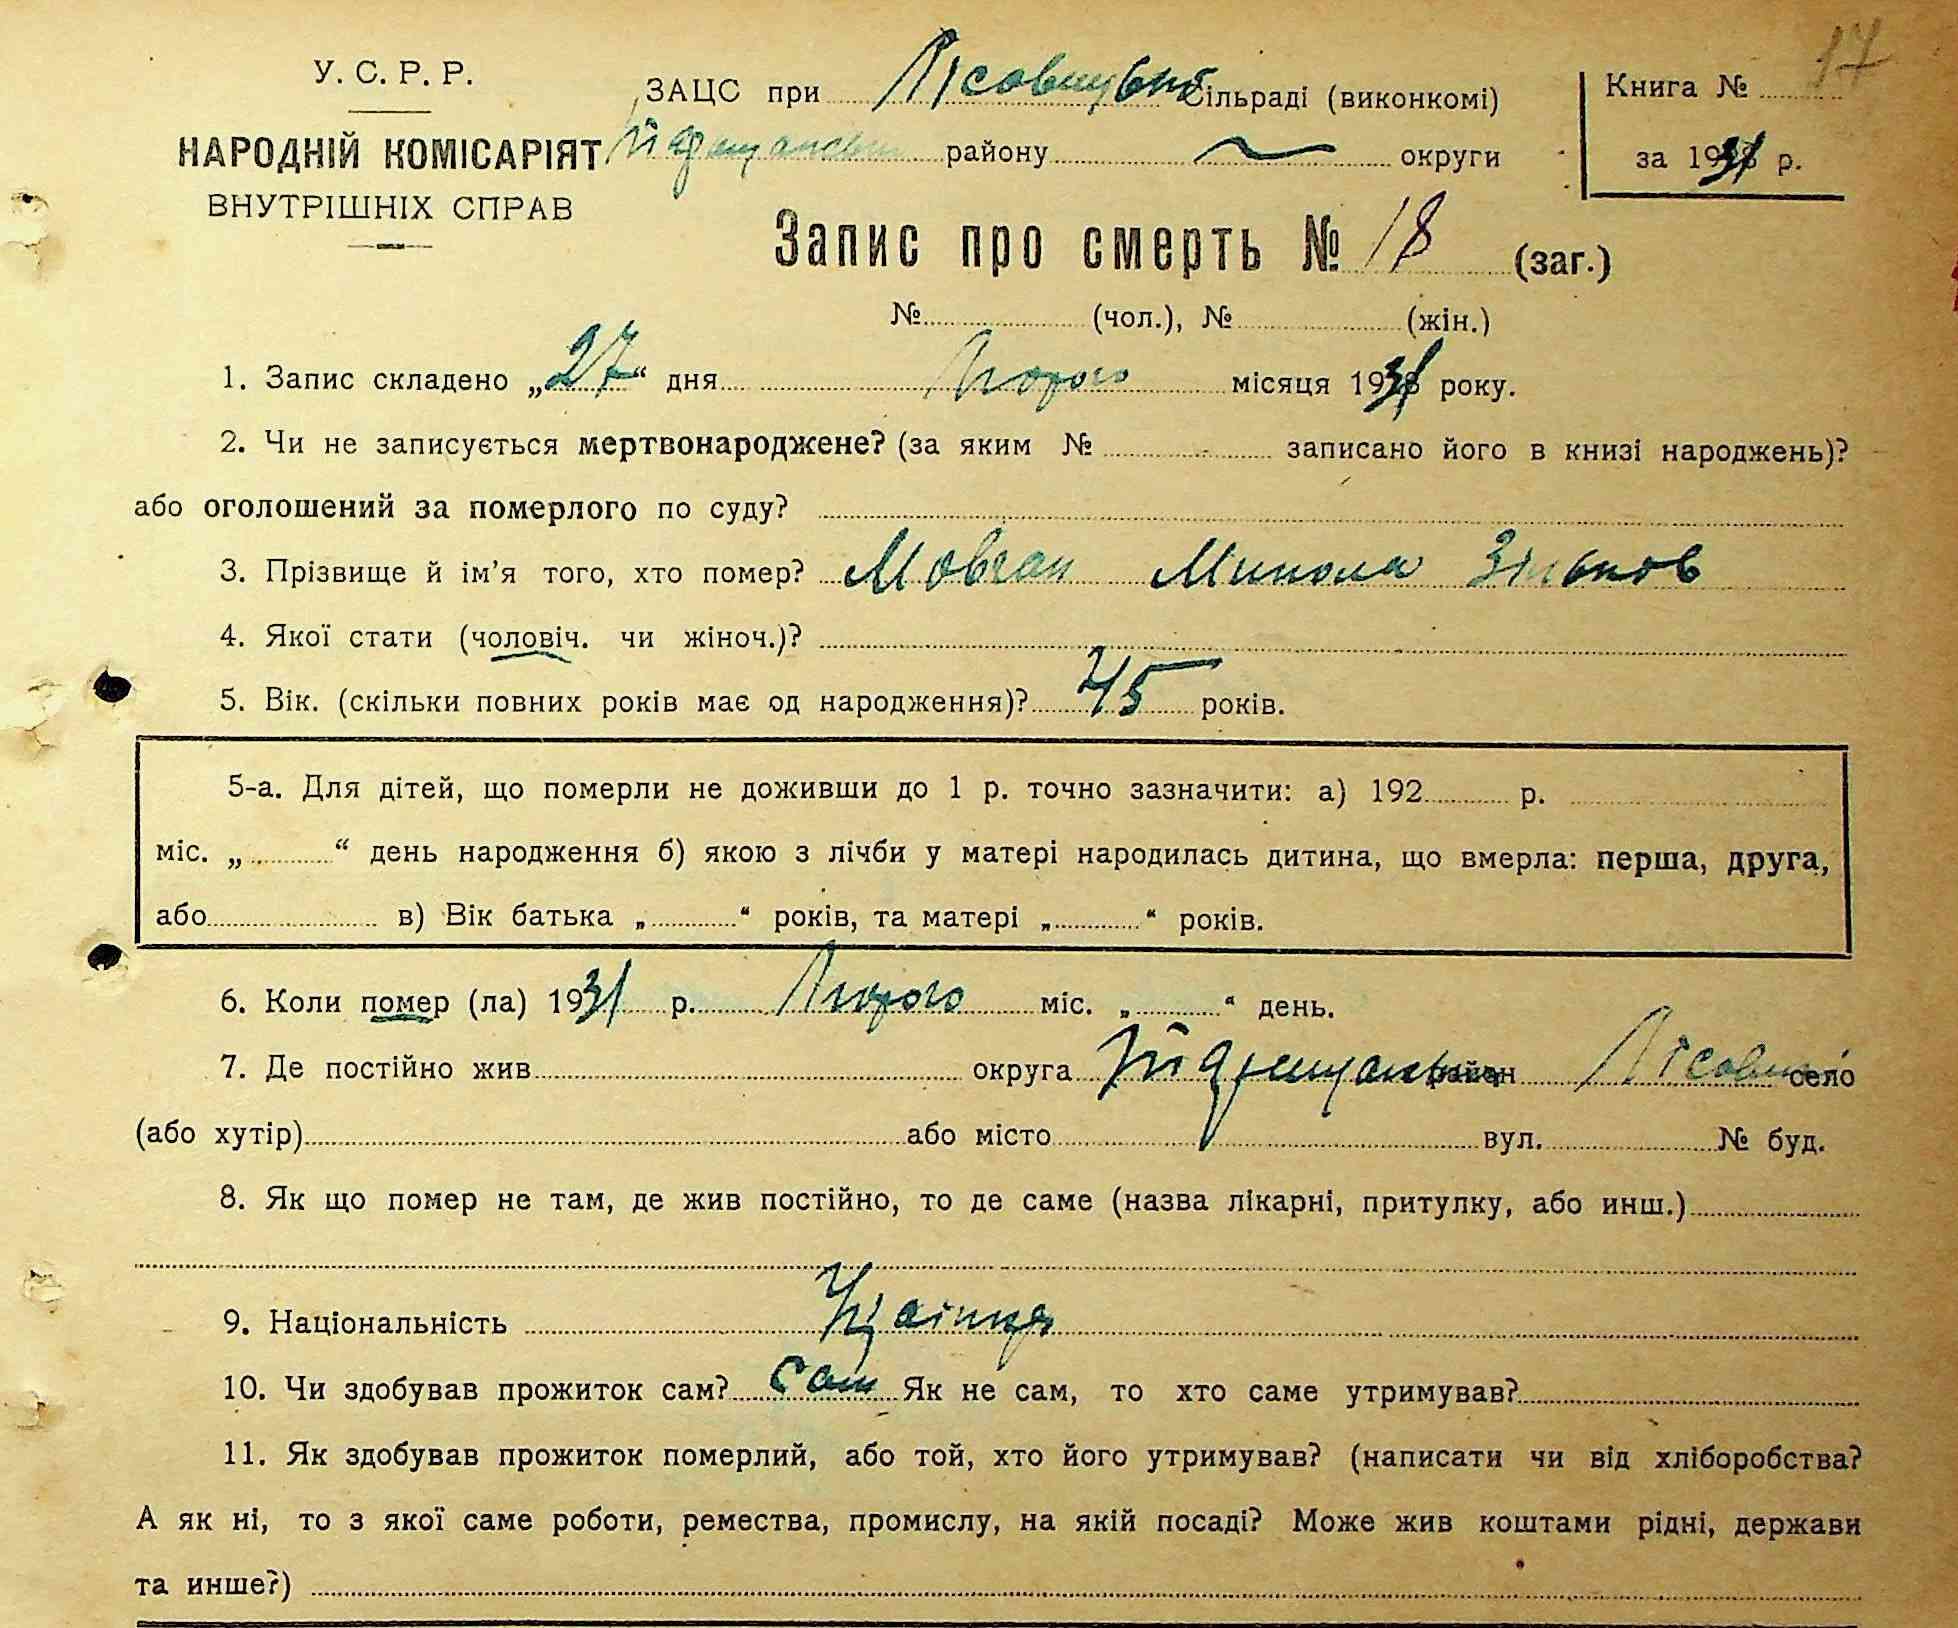 17
У. С. Р. Р.
НАРОДНІЙ КОМІСАРІЯТ
ВНУТРІШНІХ СПРАВ
ЗАЦС при Лісов Сільраді (виконкомі)
району округи
Книга №
за 1931 р.
Запис про смерть № 18 (заг.)
№ (чол.), № (жін.)
1. Запис складено „27“ дня Лютого місяця 1931 року.
2. Чи не записується мертвонароджене? (за яким № записано його в книзі народжень)?
або оголошений за померлого по суду?
3. Прізвище й ім’я того, хто помер? Мовчан Микола Зіньков
4. Якої стати (чоловіч. чи жіноч.)?
5. Вік. (скільки повних років має од народження)? 45 років.
5-а. Для дітей, що померли не доживши до 1 р. точно зазначити: а) 192 р.
міс. „ “ день народження б) якою з лічби у матері народилась дитина, що вмерла: перша, друга,
або в) Вік батька „ “ років, та матері „ “ років.
6. Коли помер (ла) 1931 р. Лютого міс. „ “ день.
7. Де постійно жив округа район село
(або хутір) або місто вул. № буд.
8. Як що помер не там, де жив постійно, то де саме (назва лікарні, притулку, або инш.)
9. Національність
10. Чи здобував прожиток сам? сам Як не сам, то хто саме утримував?
11. Як здобував прожиток померлий, або той, хто його утримував? (написати чи від хліборобства?
А як ні, то з якої саме роботи, ремества, промислу, на якій посаді? Може жив коштами рідні, держави
та инше?)